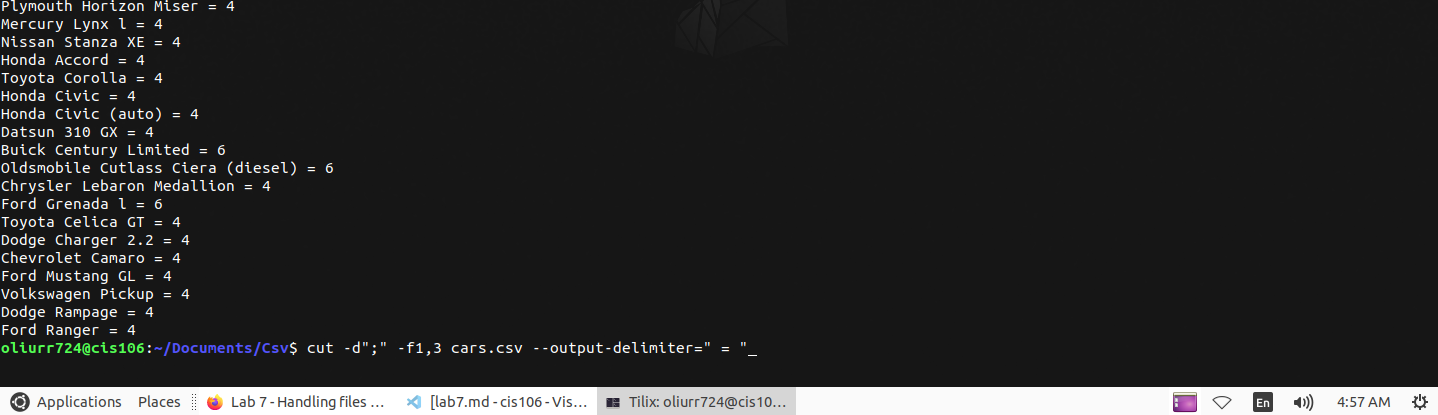 Plymouth Horizon Miser = 4
Mercury Lynx l = 4
Nissan Stanza XE = 4
Honda Accord = 4
Toyota Corolla = 4
Honda Civic = 4
Honda Civic (auto) = 4
Datsun 310 GX = 4
Buick Century Limited = 6
Oldsmobile Cutlass Ciera (diesel) = 6
Chrysler Lebaron Medallion = 4
Ford Grenada l = 6
Toyota Celica GT = 4
Dodge Charger 2.2 = 4
Chevrolet Camaro = 4
Ford Mustang GL = 4
Volkswagen Pickup = 4
Dodge Rampage = 4
Ford Ranger = 4
oliurr724@cis106:~/Documents/Csv$ cut -d";" -f1,3 cars.csv --output-delimiter=" = "_
Applications Places Lab 7 - Handling files ... [lab7.md - cis106 - Vis... Tilix: oliurr724@cis10... En 4:57 AM